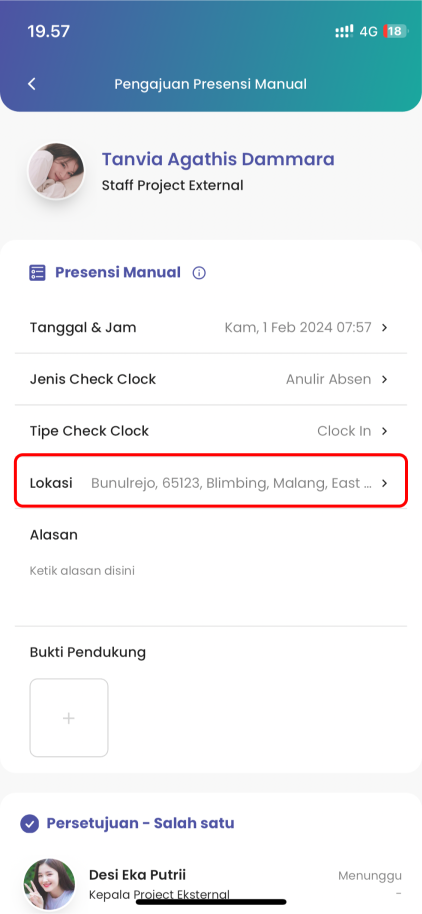 19.57
4G 18
Pengajuan Presensi Manual
Tanvia Agathis Dammara
Staff Project External
Presensi Manual
Tanggal & Jam Kam, 1 Feb 2024 07:57
Jenis Check Clock Anulir Absen
Tipe Check Clock Clock In
Lokasi Bunulrejo, 65123, Blimbing, Malang, East ...
Alasan
Ketik alasan disini
Bukti Pendukung
+
Persetujuan - Salah satu
Desi Eka Putrii Menunggu
Kepala Project Eksternal -